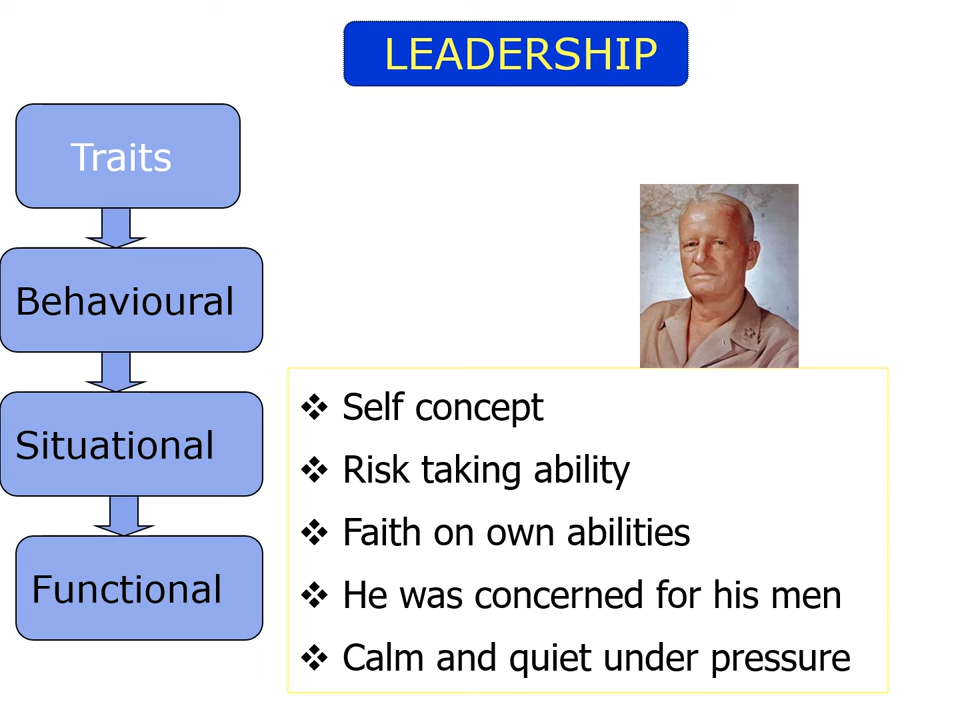 LEADERSHIP
Traits
Behavioural
Situational
Functional
❖ Self concept
❖ Risk taking ability
❖ Faith on own abilities
❖ He was concerned for his men
❖ Calm and quiet under pressure